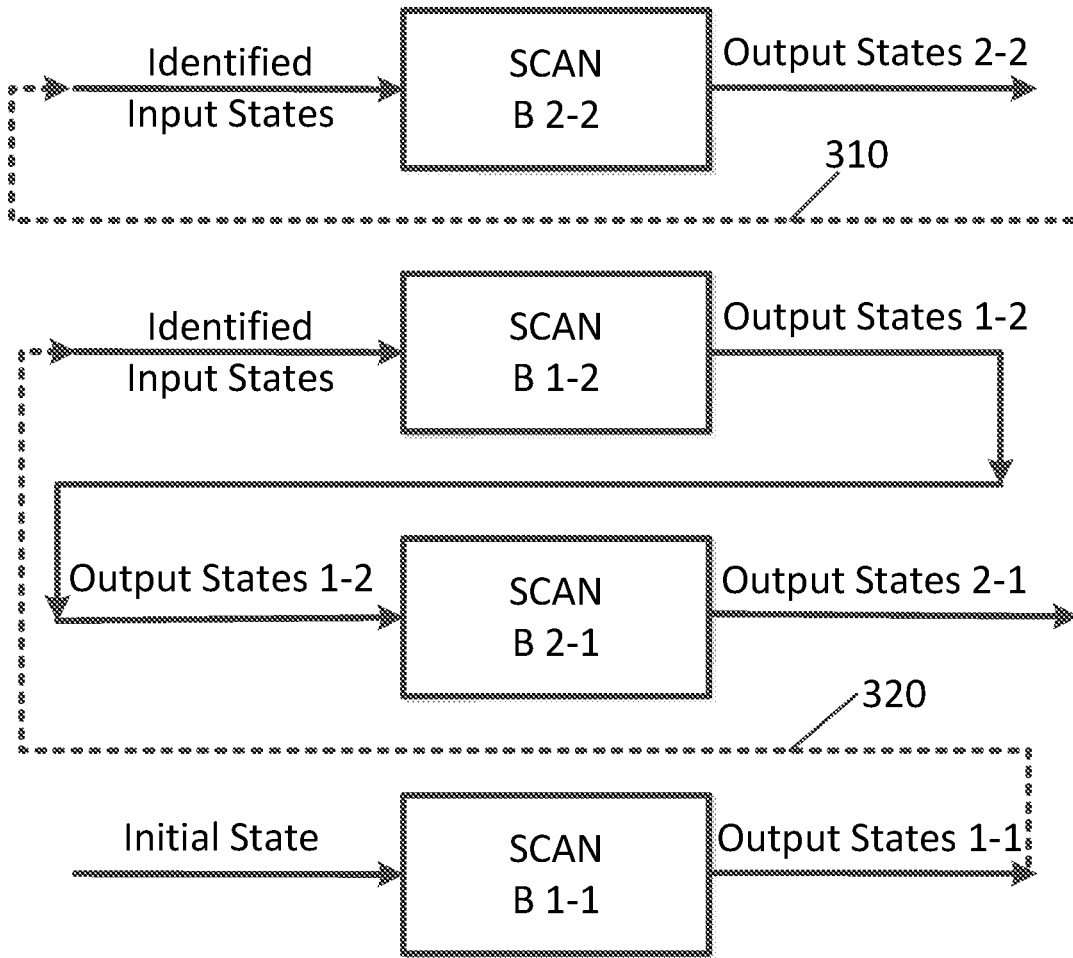 Identified
Input States
SCAN
B 2-2
Output States 2-2
310
Identified
Input States
SCAN
B 1-2
Output States 1-2
Output States 1-2
SCAN
B 2-1
Output States 2-1
320
Initial State
SCAN
B 1-1
Output States 1-1